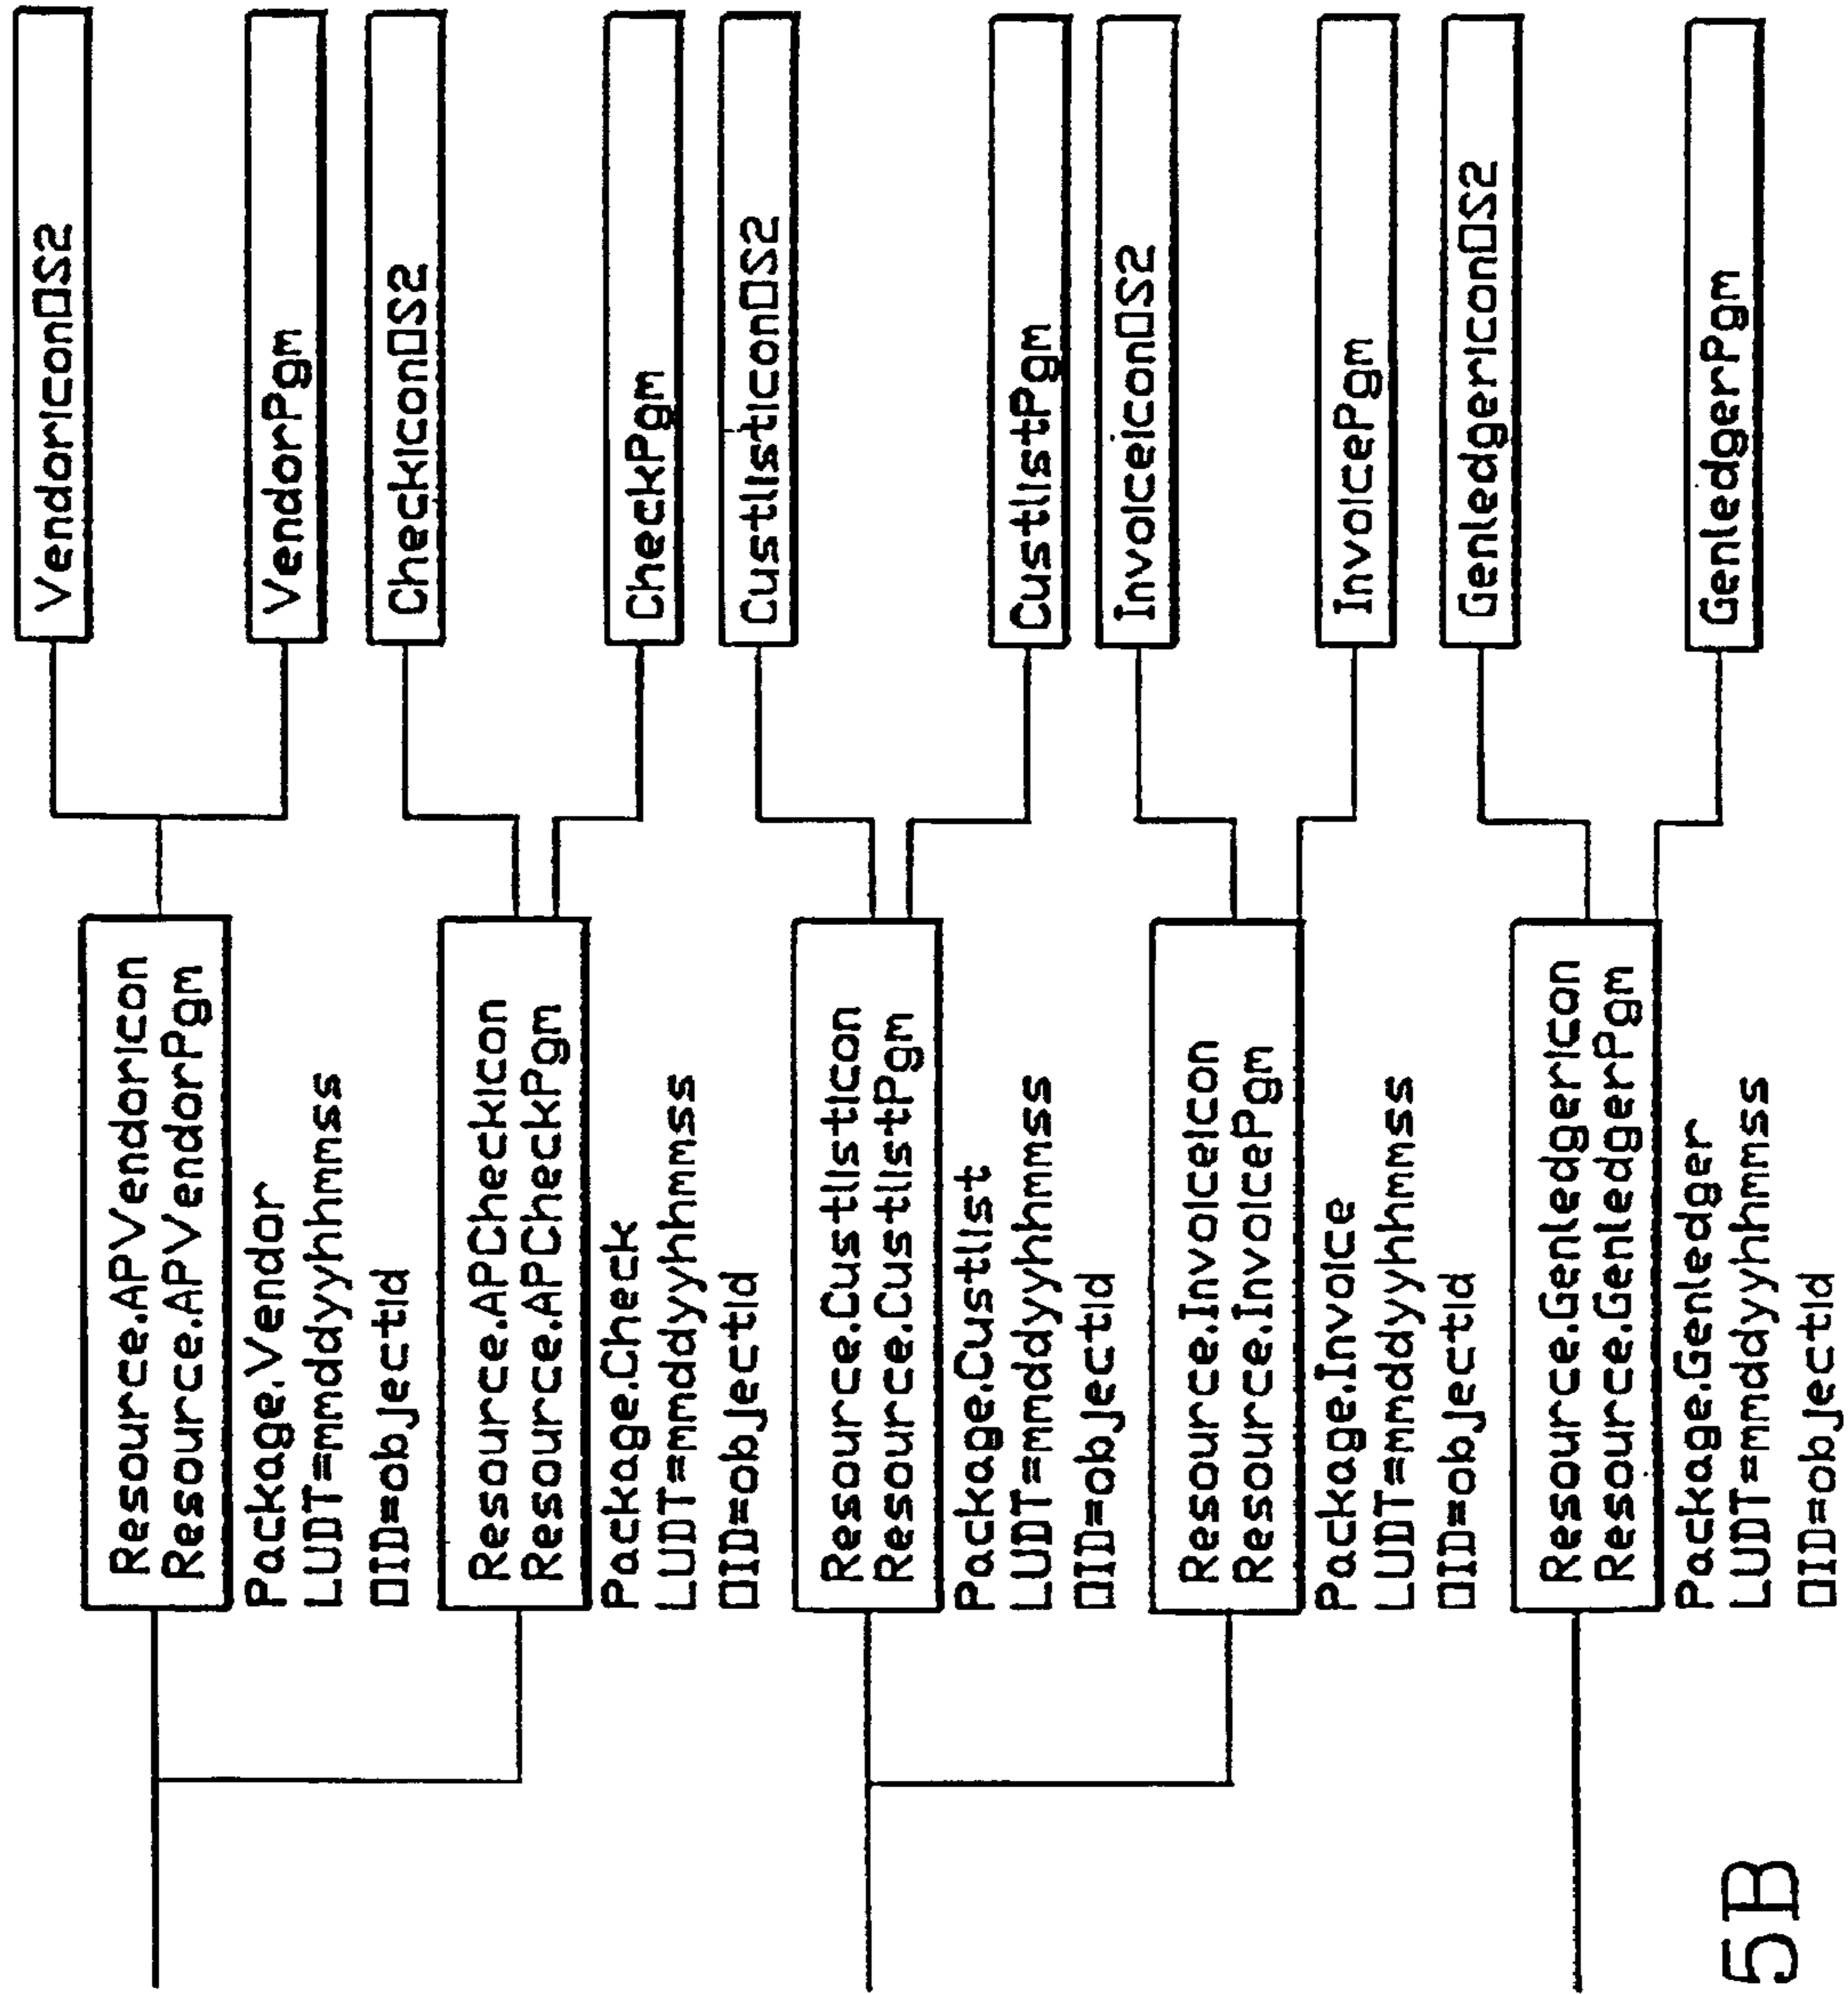 VendoriconOS2
Resource.APVendoricon
Resource.APVendorPgm
Package.Vendor
VendorPgm
LUDT=mmddyyhhmmss
OID=objectid
CheckiconOS2
Resource.APCheckicon
Resource.APCheckPgm
Package.Check
CheckPgm
LUDT=mmddyyhhmmss
OID=objectid
CustlisticonOS2
Resource.Custlisticon
Resource.CustlistPgm
Package.Custlist
LUDT=mmddyyhhmmss
CustlistPgm
OID=objectid
InvoiceiconOS2
Resource.Invoiceicon
Resource.InvoicePgm
Package.Invoice
InvoicePgm
LUDT=mmddyyhhmmss
OID=objectid
GenledgericonOS2
Resource.Genledgericon
Resource.GenledgerPgm
Package.Genledger
GenledgerPgm
LUDT=mmddyyhhmmss
OID=objectid
5B